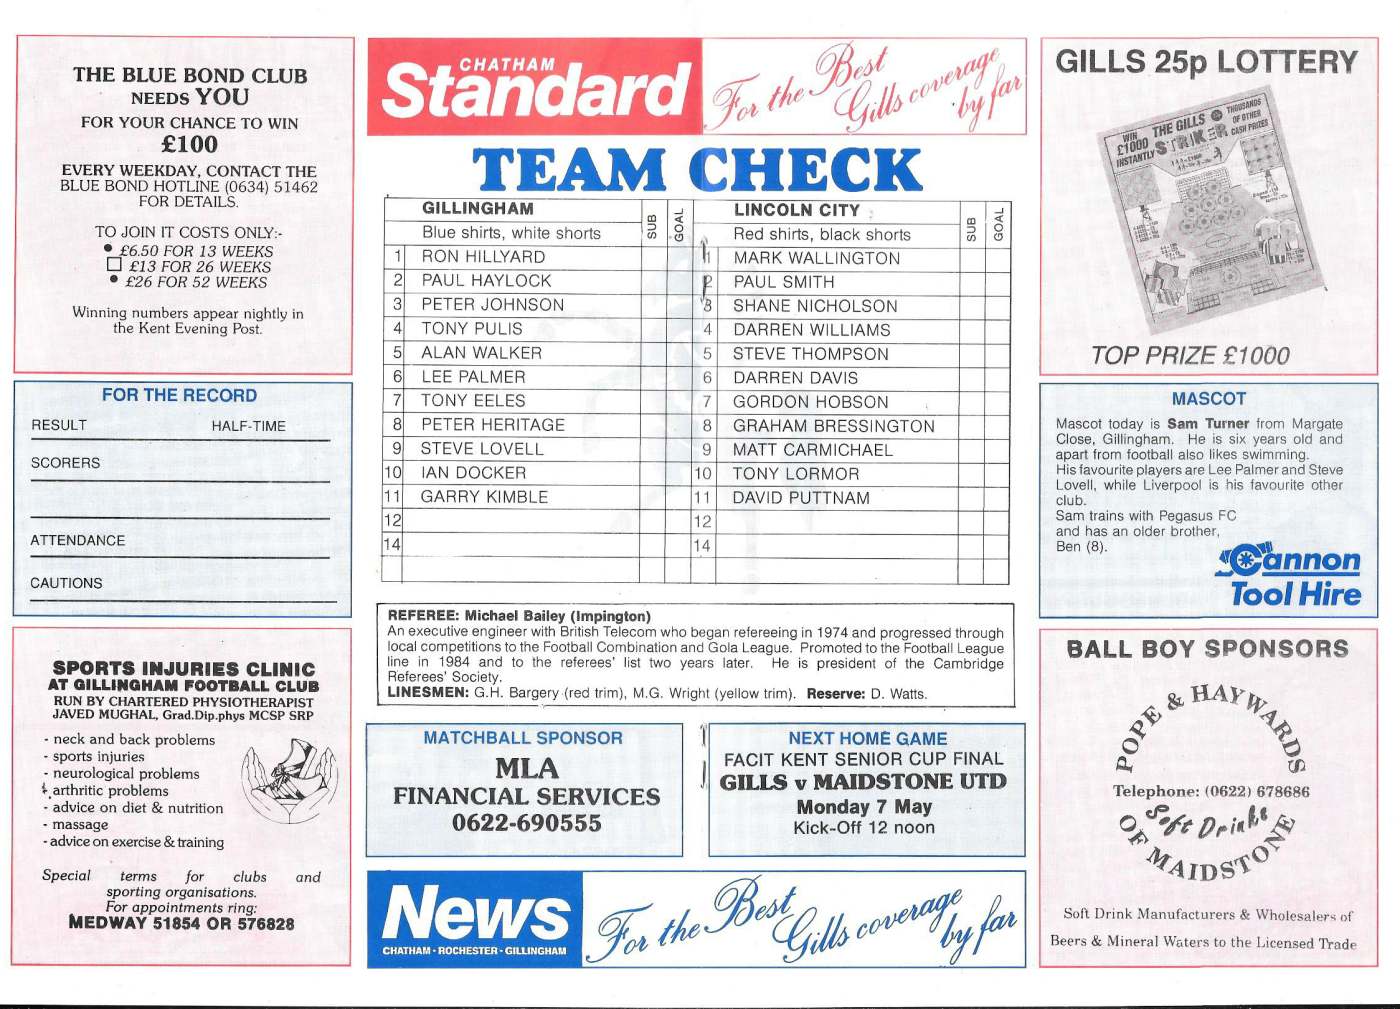 THE BLUE BOND CLUB
NEEDS YOU
FOR YOUR CHANCE TO WIN
£100
EVERY WEEKDAY, CONTACT THE
BLUE BOND HOTLINE (0634) 51462
FOR DETAILS.
TO JOIN IT COSTS ONLY:-
£6.50 FOR 13 WEEKS
£13 FOR 26 WEEKS
£26 FOR 52 WEEKS
Winning numbers appear nightly in
the Kent Evening Post.
FOR THE RECORD
RESULT HALF-TIME
SCORERS
ATTENDANCE
CAUTIONS
SPORTS INJURIES CLINIC
AT GILLINGHAM FOOTBALL CLUB
RUN BY CHARTERED PHYSIOTHERAPIST
JAVED MUGHAL, Grad.Dip.phys MCSP SRP
- neck and back problems
- sports injuries
- neurological problems
- arthritic problems
- advice on diet & nutrition
- massage
- advice on exercise & training
Special terms for clubs and
sporting organisations.
For appointments ring:
MEDWAY 51854 OR 576828
CHATHAM
Standard
For the Best
Gills coverage
by far
TEAM CHECK
GILLINGHAM SUB GOAL LINCOLN CITY SUB GOAL
Blue shirts, white shorts Red shirts, black shorts
1 RON HILLYARD 1 MARK WALLINGTON
2 PAUL HAYLOCK 2 PAUL SMITH
3 PETER JOHNSON 3 SHANE NICHOLSON
4 TONY PULIS 4 DARREN WILLIAMS
5 ALAN WALKER 5 STEVE THOMPSON
6 LEE PALMER 6 DARREN DAVIS
7 TONY EELES 7 GORDON HOBSON
8 PETER HERITAGE 8 GRAHAM BRESSINGTON
9 STEVE LOVELL 9 MATT CARMICHAEL
10 IAN DOCKER 10 TONY LORMOR
11 GARRY KIMBLE 11 DAVID PUTTNAM
12 12
14 14
REFEREE: Michael Bailey (Impington)
An executive engineer with British Telecom who began refereeing in 1974 and progressed through
local competitions to the Football Combination and Gola League. Promoted to the Football League
line in 1984 and to the referees' list two years later. He is president of the Cambridge
Referees' Society.
LINESMEN: G.H. Bargery (red trim), M.G. Wright (yellow trim). Reserve: D. Watts.
MATCHBALL SPONSOR
MLA
FINANCIAL SERVICES
0622-690555
NEXT HOME GAME
FACIT KENT SENIOR CUP FINAL
GILLS v MAIDSTONE UTD
Monday 7 May
Kick-Off 12 noon
News
CHATHAM - ROCHESTER - GILLINGHAM
For the Best
Gills coverage
by far
GILLS 25p LOTTERY
WIN
£1000
INSTANTLY
THE GILLS
STRIKER
THOUSANDS
OF OTHER
CASH PRIZES
TOP PRIZE £1000
MASCOT
Mascot today is Sam Turner from Margate
Close, Gillingham. He is six years old and
apart from football also likes swimming.
His favourite players are Lee Palmer and Steve
Lovell, while Liverpool is his favourite other
club.
Sam trains with Pegasus FC
and has an older brother,
Ben (8).
Cannon
Tool Hire
BALL BOY SPONSORS
POPE & HAYWARDS
Telephone: (0622) 678686
Soft Drinks
OF MAIDSTONE
Soft Drink Manufacturers & Wholesalers of
Beers & Mineral Waters to the Licensed Trade